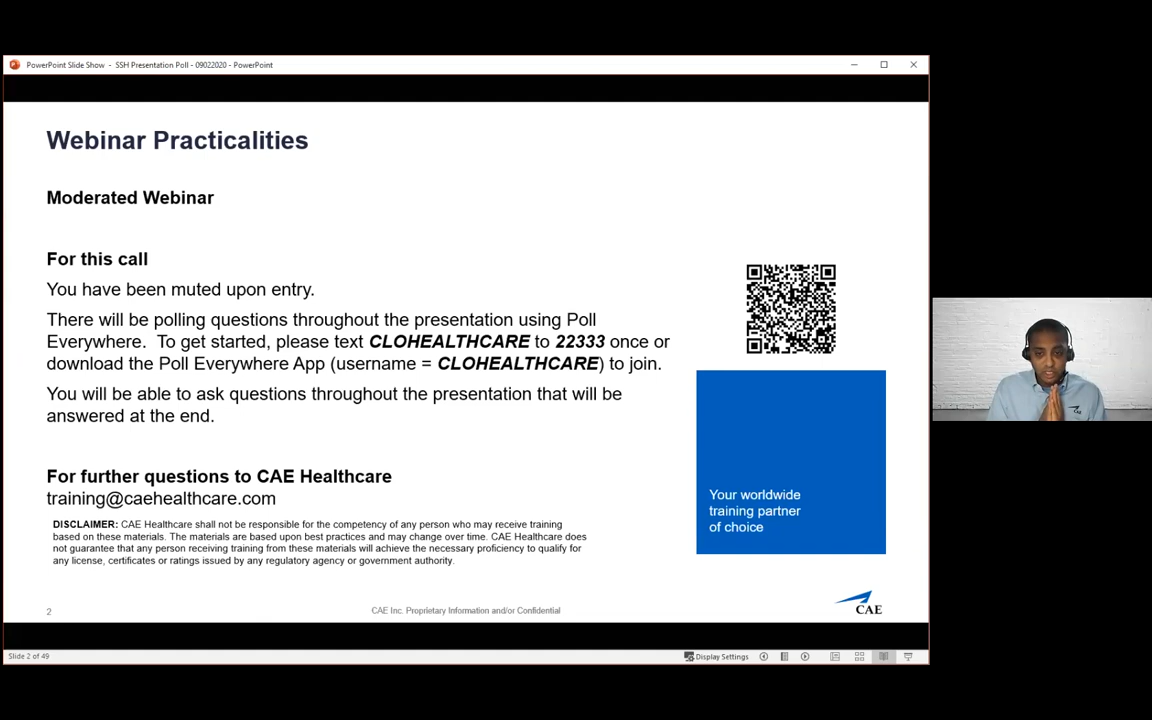 PowerPoint Slide Show - SSH Presentation Poll - 09022020 - PowerPoint
Webinar Practicalities
Moderated Webinar
For this call
You have been muted upon entry.
There will be polling questions throughout the presentation using Poll
Everywhere. To get started, please text CLOHEALTHCARE to 22333 once or
download the Poll Everywhere App (username = CLOHEALTHCARE) to join.
You will be able to ask questions throughout the presentation that will be
answered at the end.
For further questions to CAE Healthcare
training@caehealthcare.com
DISCLAIMER: CAE Healthcare shall not be responsible for the competency of any person who may receive training
based on these materials. The materials are based upon best practices and may change over time. CAE Healthcare does
not guarantee that any person receiving training from these materials will achieve the necessary proficiency to qualify for
any license, certificates or ratings issued by any regulatory agency or government authority.
Your worldwide
training partner
of choice
2
CAE Inc. Proprietary Information and/or Confidential
CAE
Slide 2 of 49
Display Settings